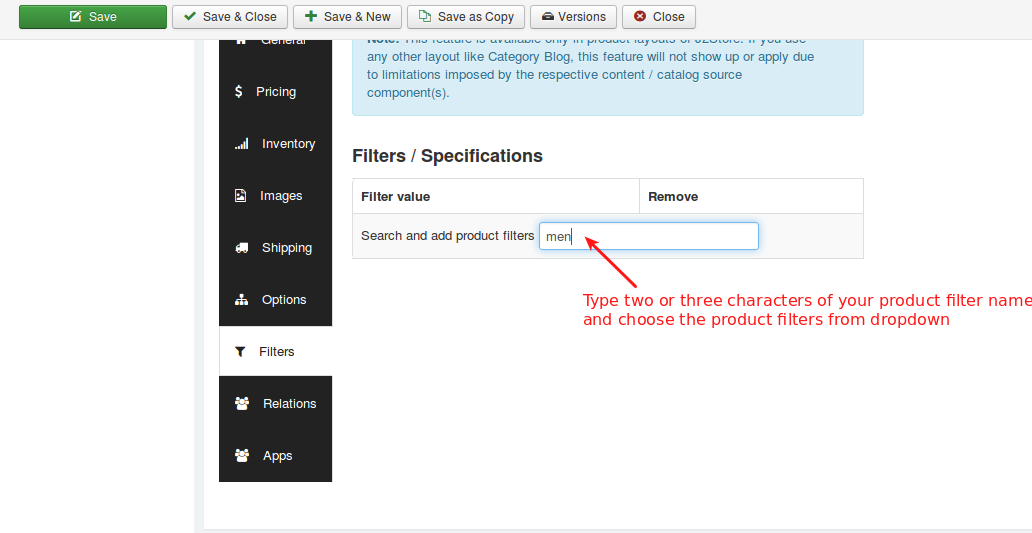 Save
Save & Close
Save & New
Save as Copy
Versions
Close
General
Note: This feature is available only in product layouts of J2Store. If you use
any other layout like Category Blog, this feature will not show up or apply due
to limitations imposed by the respective content / catalog source
component(s).
Pricing
Inventory
Images
Shipping
Options
Filters
Relations
Apps
Filters / Specifications
Filter value
Remove
Search and add product filters
men
Type two or three characters of your product filter name
and choose the product filters from dropdown